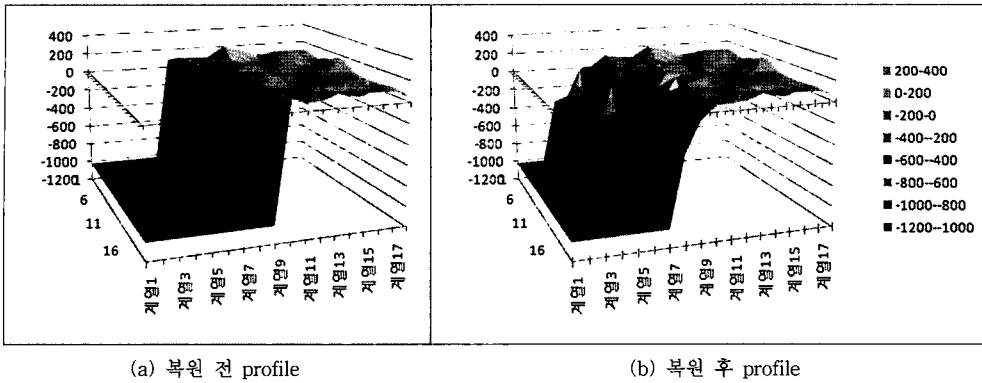 400
200
0
-200
-400
-600
-800
-1000
-1200
1
6
11
16
계열1
계열3
계열5
계열7
계열9
계열11
계열13
계열15
계열17
(a) 복원 전 profile
400
200
0
-200
-400
-600
-800
-1000
-1200
1
6
11
16
계열1
계열3
계열5
계열7
계열9
계열11
계열13
계열15
계열17
200-400
0-200
-200-0
-400--200
-600--400
-800--600
-1000--800
-1200--1000
(b) 복원 후 profile